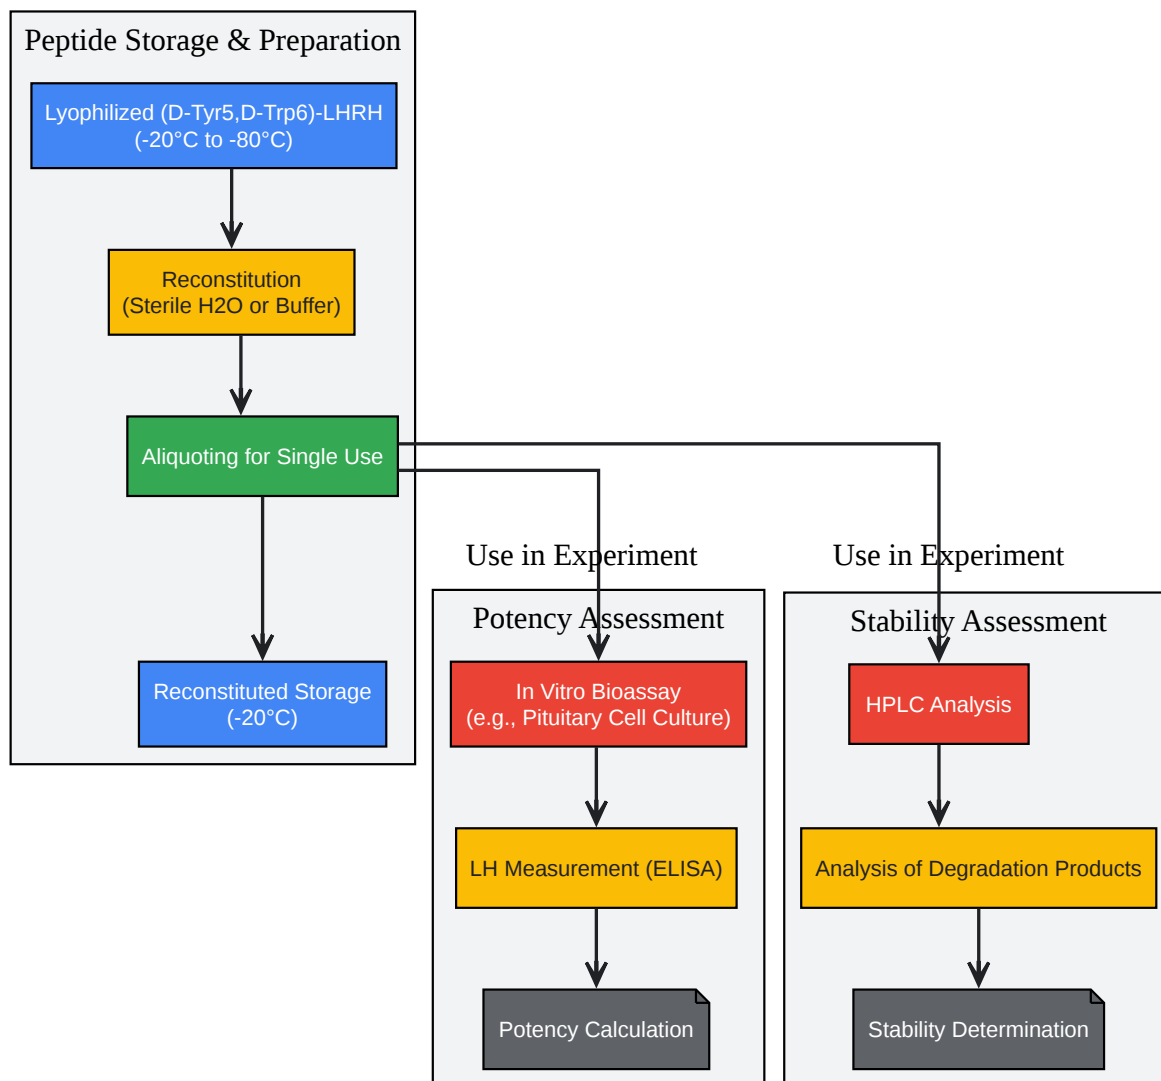 Peptide Storage & Preparation
Lyophilized (D-Tyr5,D-Trp6)-LHRH
(-20°C to -80°C)
Reconstitution
(Sterile H2O or Buffer)
Aliquoting for Single Use
Reconstituted Storage
(-20°C)
Use in Experiment
Potency Assessment
In Vitro Bioassay
(e.g., Pituitary Cell Culture)
LH Measurement (ELISA)
Potency Calculation
Use in Experiment
Stability Assessment
HPLC Analysis
Analysis of Degradation Products
Stability Determination